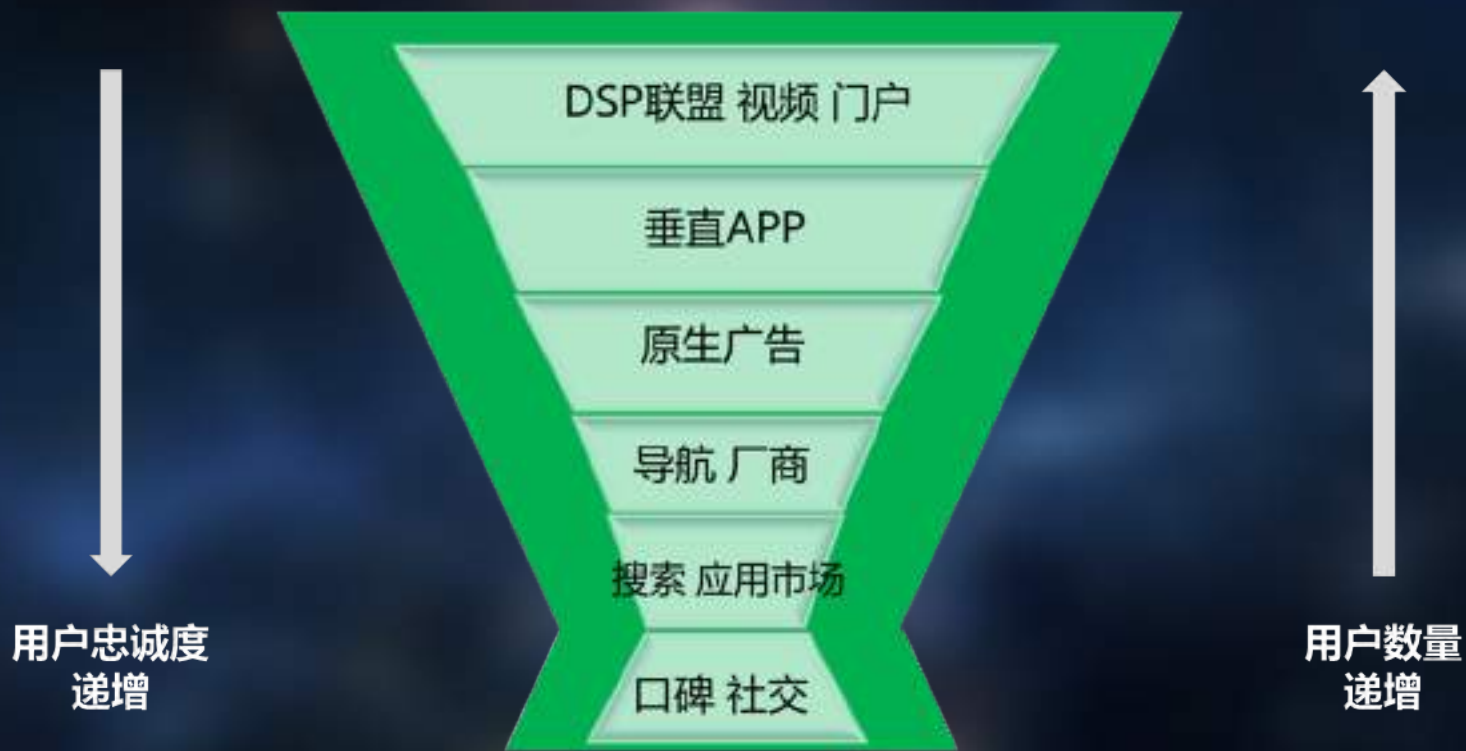 DSP联盟 视频 门户
垂直APP
原生广告
导航 厂商
搜索 应用市场
口碑 社交
用户忠诚度
递增
用户数量
递增